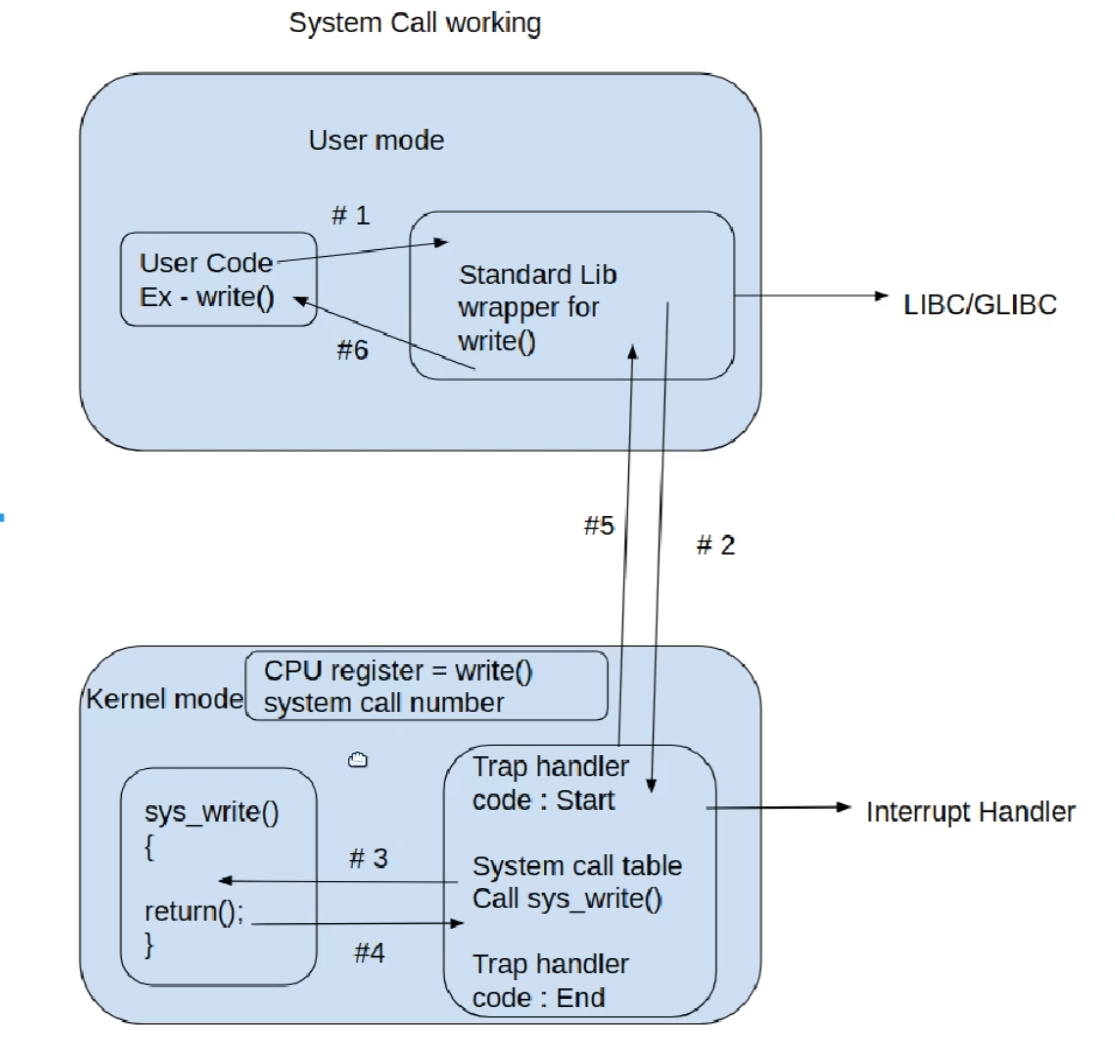 System Call working
User mode
# 1
User Code
Ex - write()
Standard Lib
wrapper for
write()
#6
LIBC/GLIBC
#5
# 2
Kernel mode
CPU register = write()
system call number
Trap handler
code : Start
Interrupt Handler
sys_write()
{
return();
}
# 3
#4
System call table
Call sys_write()
Trap handler
code : End